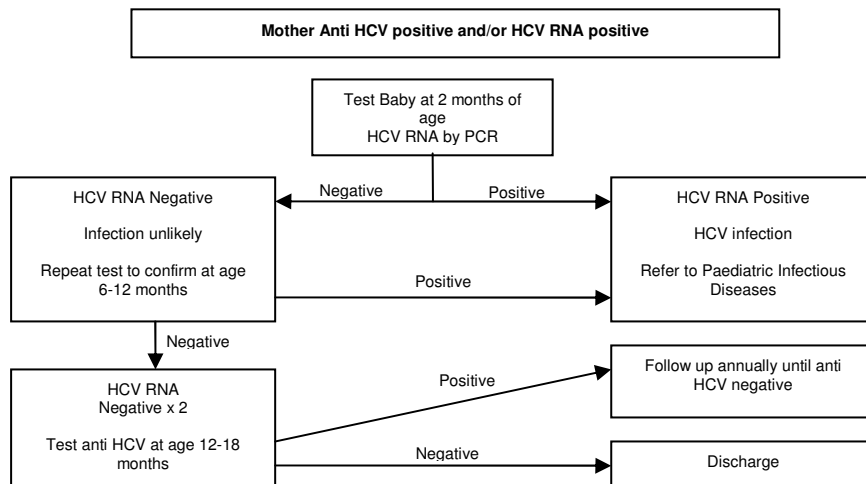 Mother Anti HCV positive and/or HCV RNA positive
Test Baby at 2 months of
age
HCV RNA by PCR
Negative
Positive
HCV RNA Negative
Infection unlikely
Repeat test to confirm at age
6-12 months
HCV RNA Positive
HCV infection
Refer to Paediatric Infectious
Diseases
Positive
Negative
HCV RNA
Negative x 2
Test anti HCV at age 12-18
months
Positive
Follow up annually until anti
HCV negative
Negative
Discharge